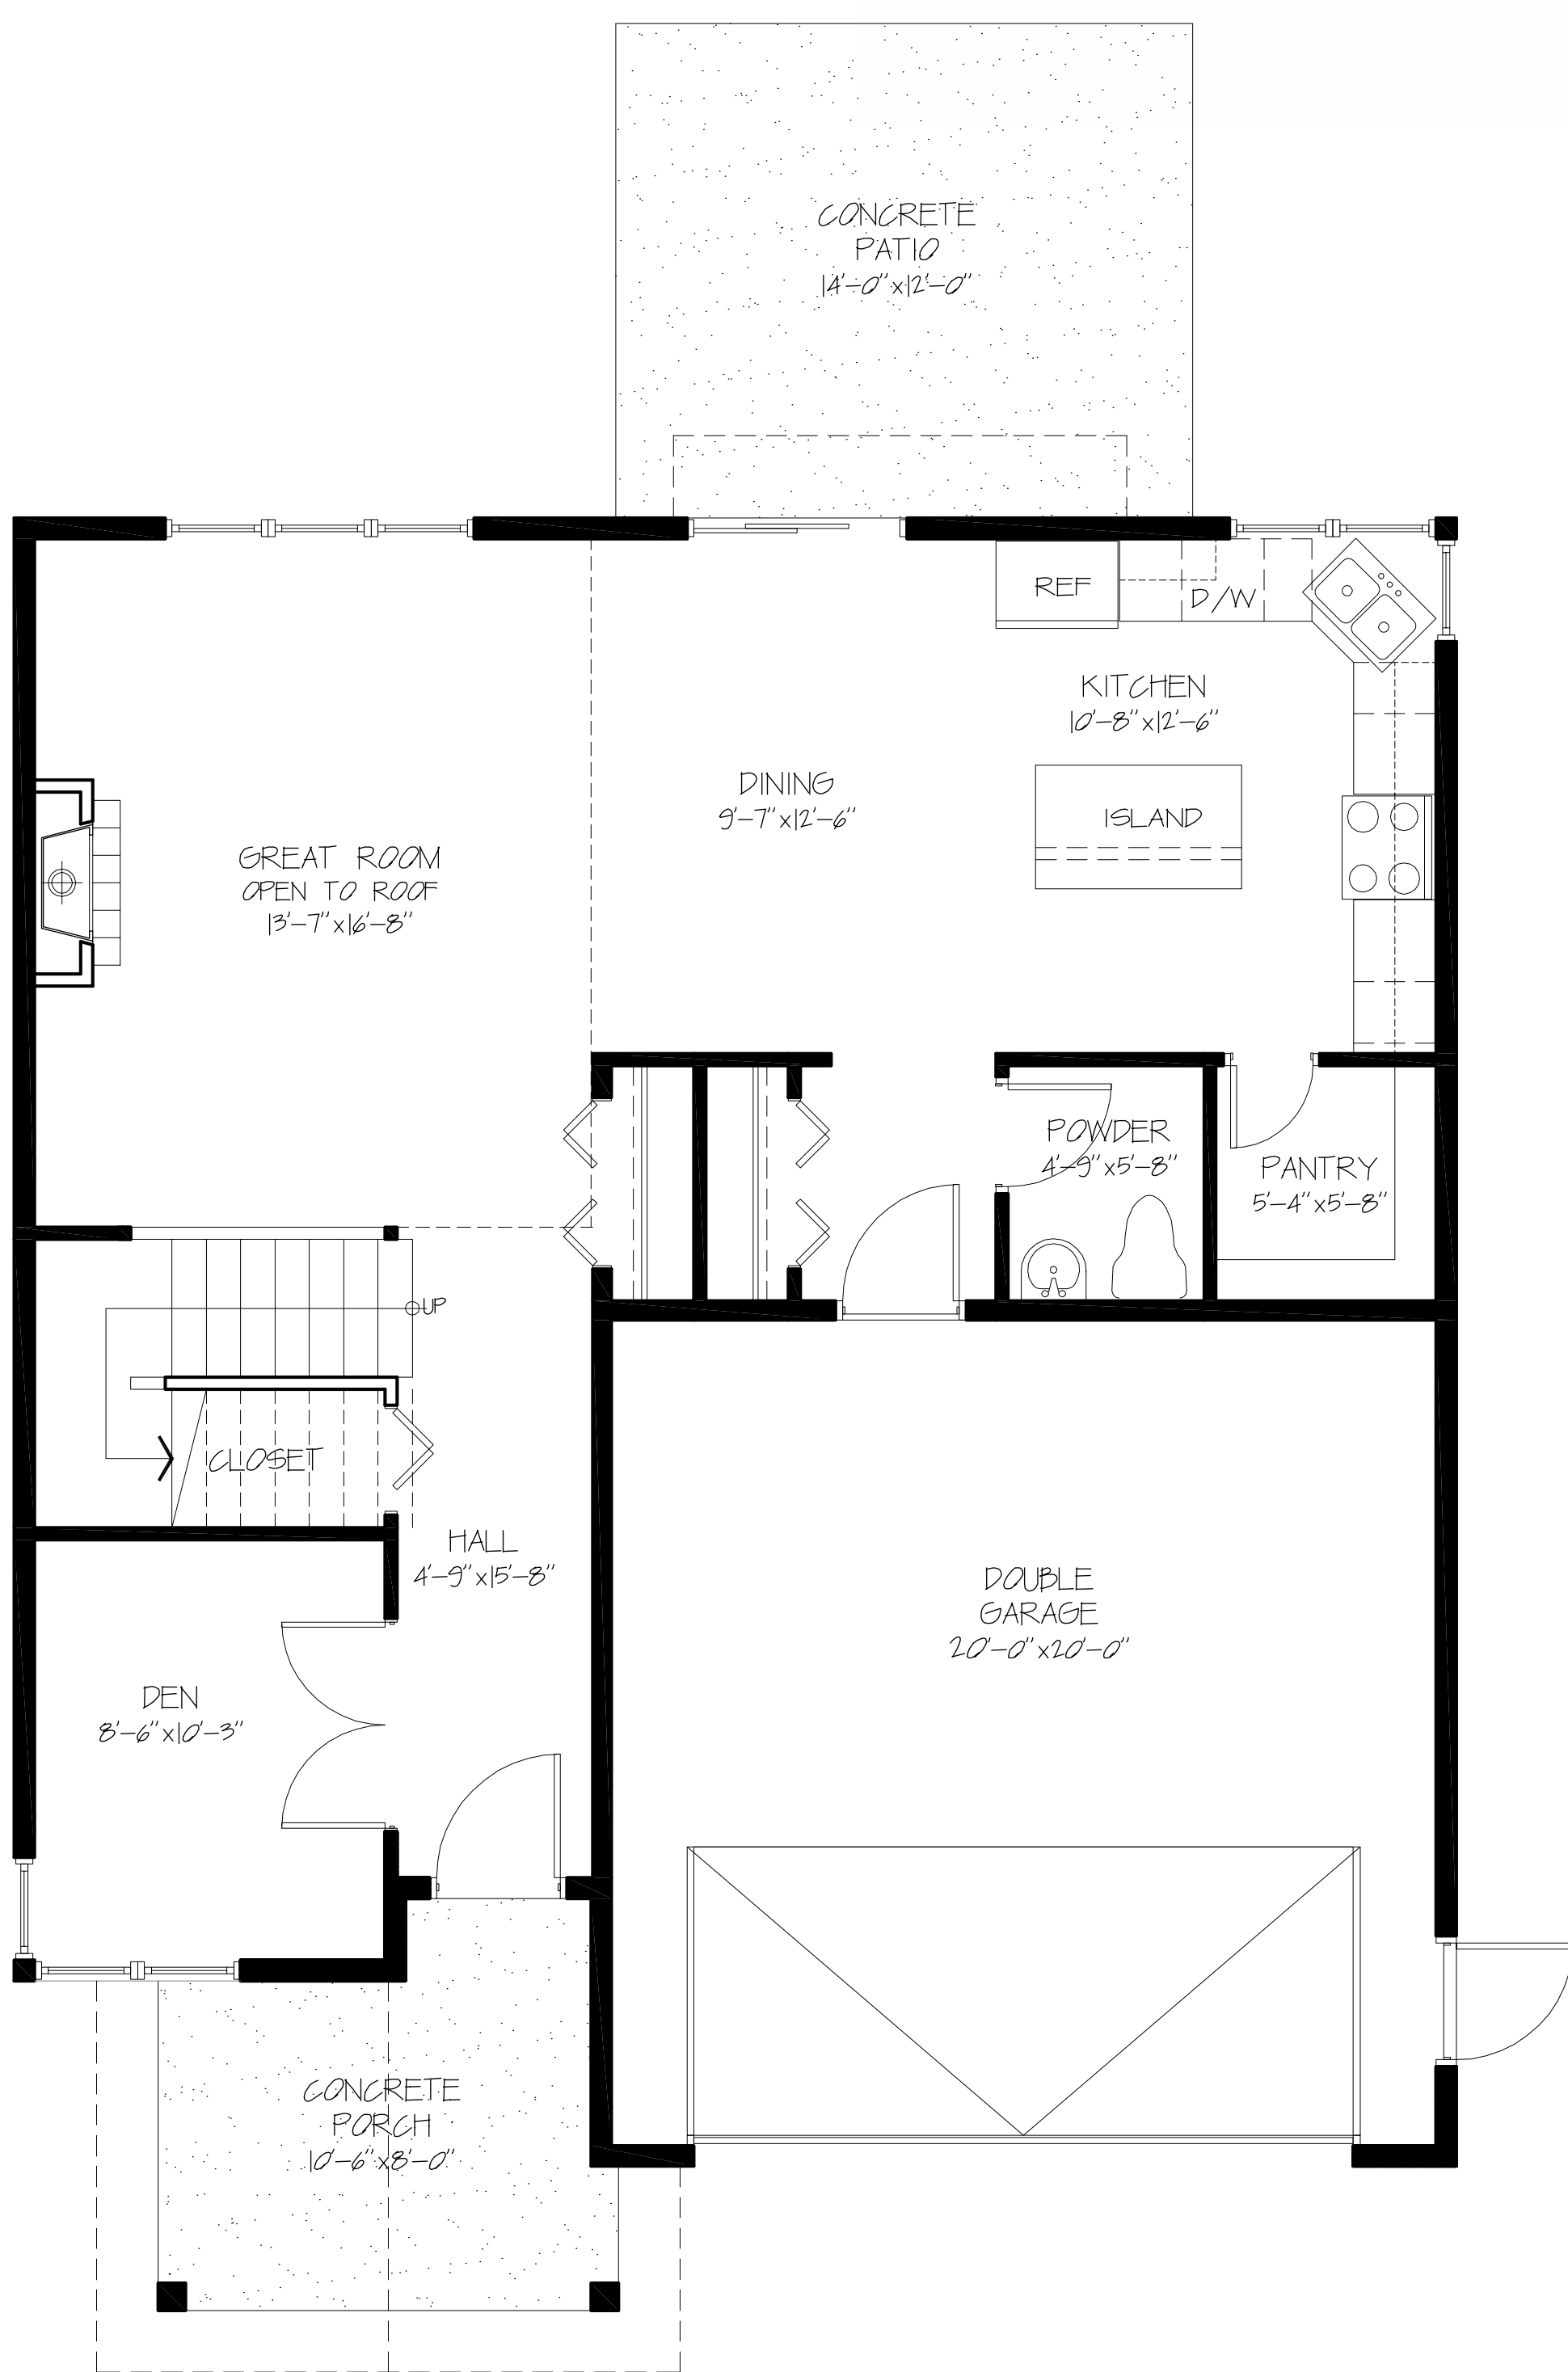 CONCRETE
PATIO
14'-0"x12'-0"
REF
D/W
KITCHEN
10'-8"x12'-6"
DINING
9'-7"x12'-6"
ISLAND
GREAT ROOM
OPEN TO ROOF
13'-7"x16'-8"
POWDER
4'-9"x5'-8"
PANTRY
5'-4"x5'-8"
UP
CLOSET
HALL
4'-9"x15'-8"
DOUBLE
GARAGE
20'-0"x20'-0"
DEN
8'-6"x10'-3"
CONCRETE
PORCH
10'-6"x8'-0"